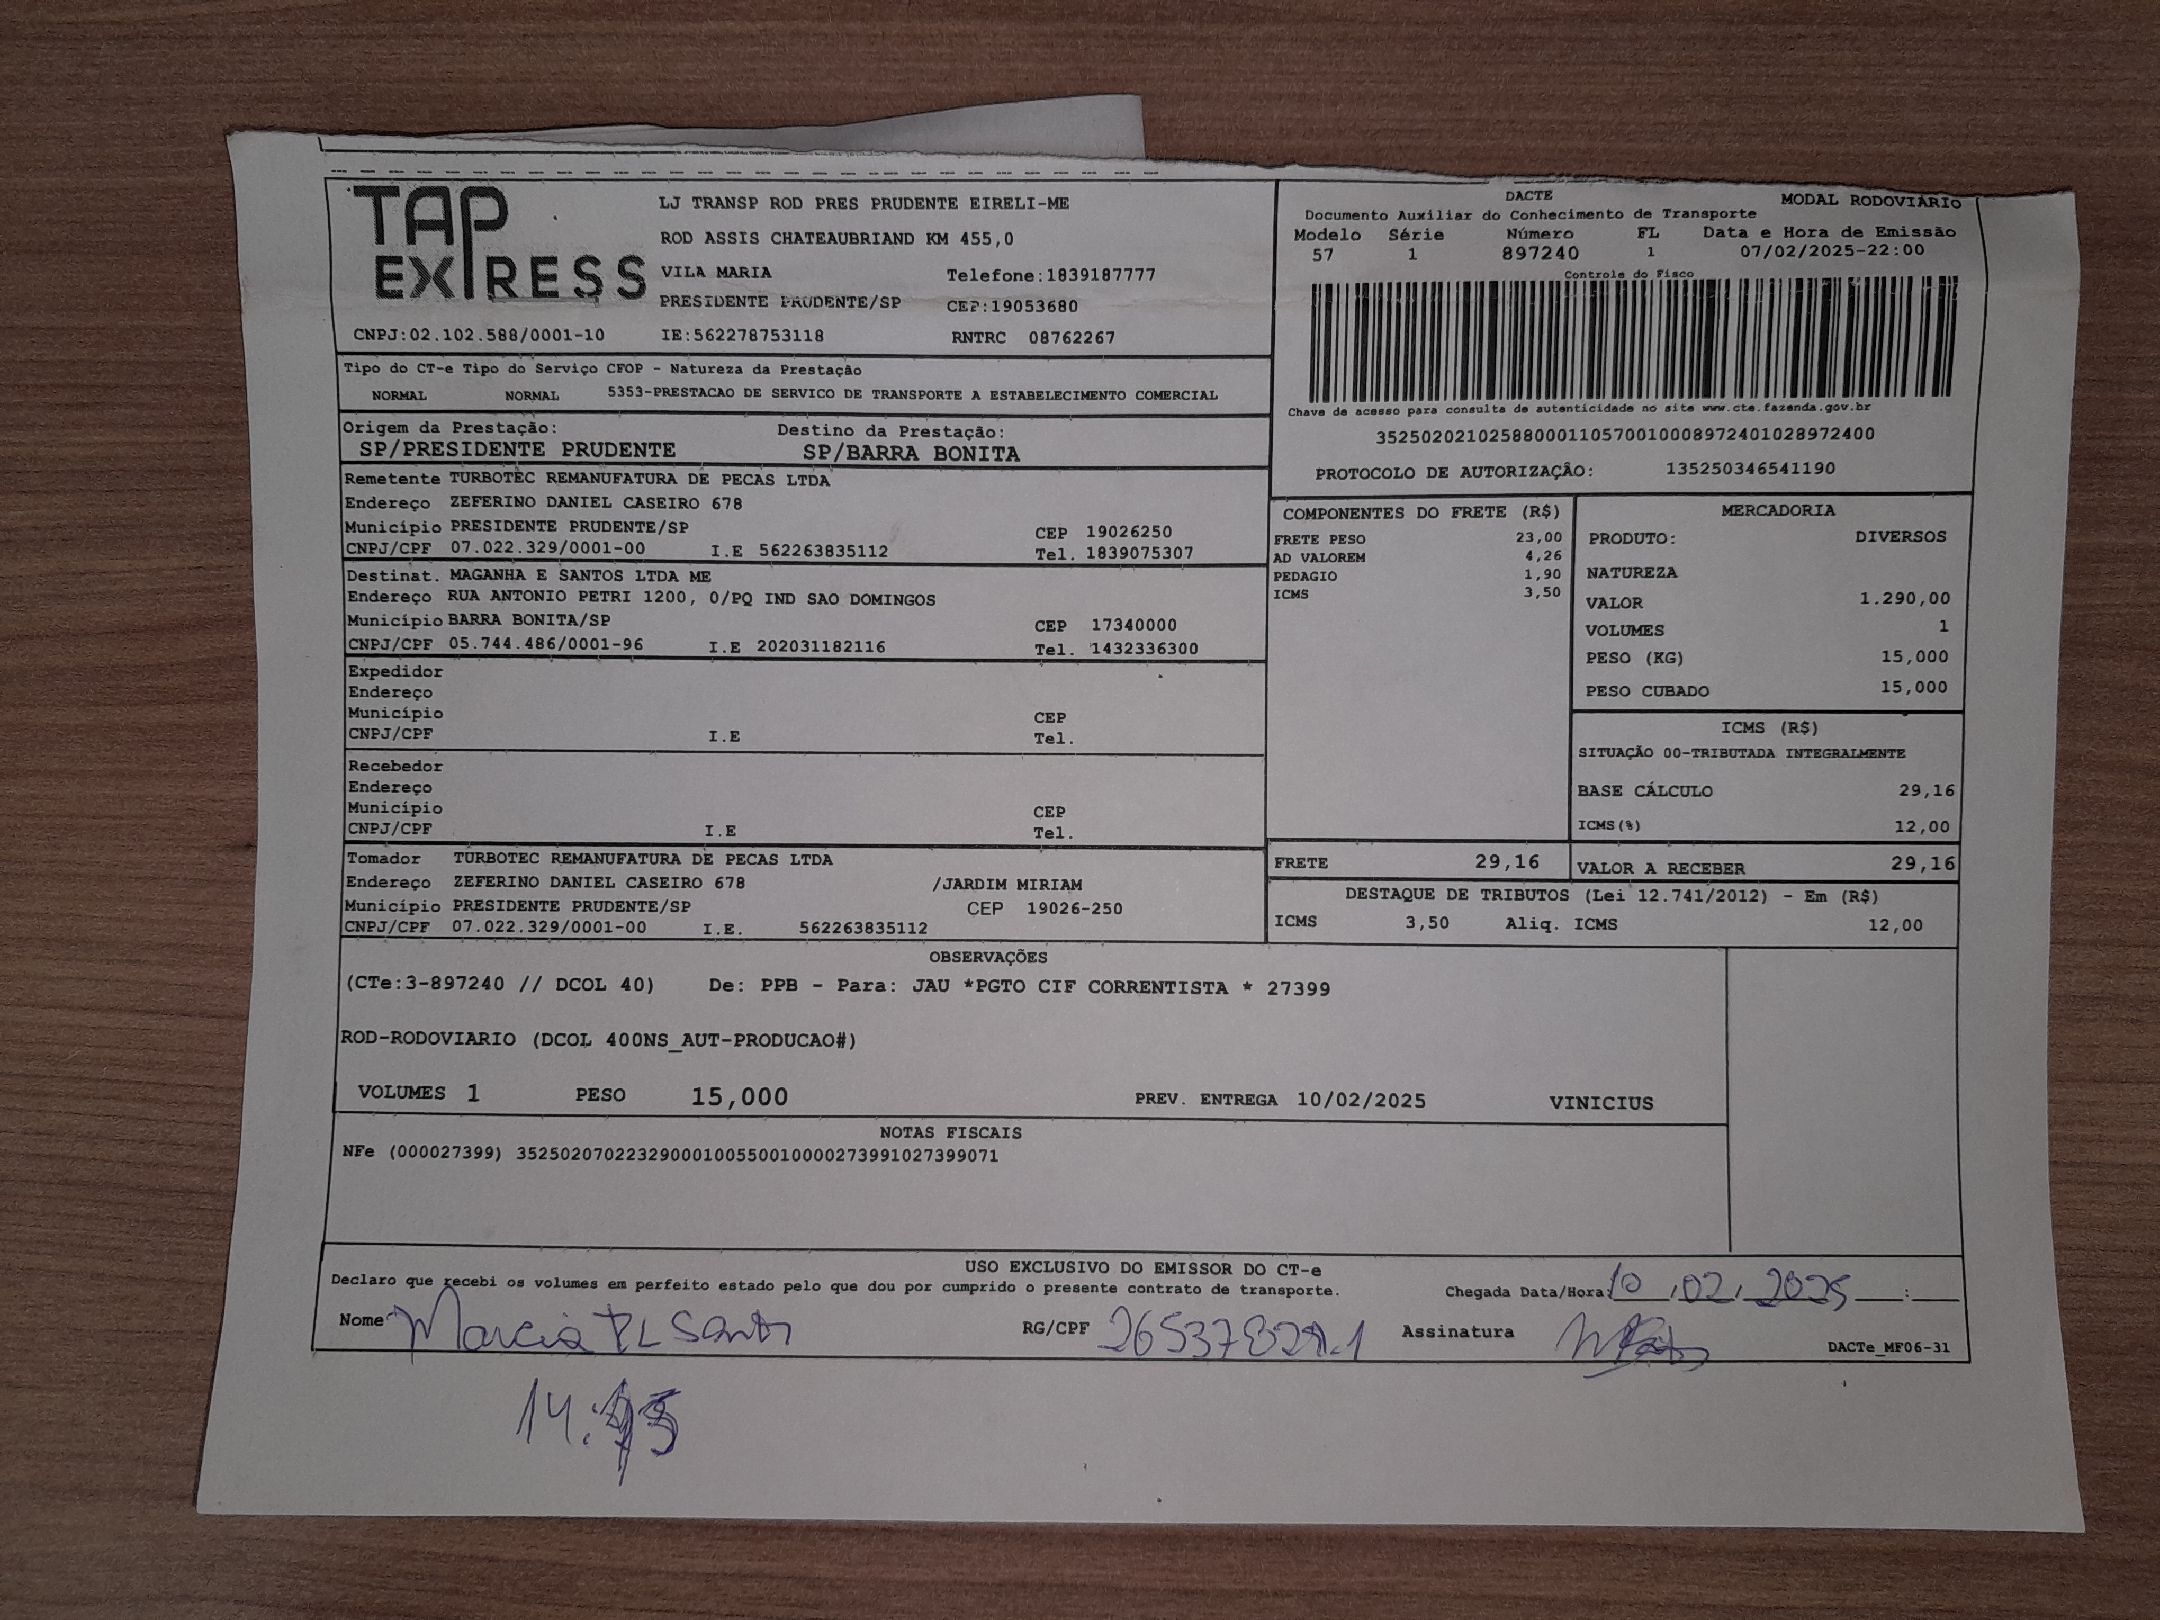 TAP EXPRESS
LJ TRANSP ROD PRES PRUDENTE EIRELI-ME
ROD ASSIS CHATEAUBRIAND KM 455,0
VILA MARIA Telefone:1839187777
PRESIDENTE PRUDENTE/SP CEP:19053680
CNPJ:02.102.588/0001-10 IE:562278753118 RNTRC 08762267
DACTE MODAL RODOVIÁRIO
Documento Auxiliar do Conhecimento de Transporte
Modelo Série Número FL Data e Hora de Emissão
57 1 897240 1 07/02/2025-22:00
Controle do Fisco
Chave de acesso para consulta de autenticidade no site www.cte.fazenda.gov.br
35250202102588000110570010008972401028972400
PROTOCOLO DE AUTORIZAÇÃO: 135250346541190
Tipo do CT-e Tipo do Serviço CFOP - Natureza da Prestação
NORMAL NORMAL 5353-PRESTACAO DE SERVICO DE TRANSPORTE A ESTABELECIMENTO COMERCIAL
Origem da Prestação: Destino da Prestação:
SP/PRESIDENTE PRUDENTE SP/BARRA BONITA
Remetente TURBOTEC REMANUFATURA DE PECAS LTDA
Endereço ZEFERINO DANIEL CASEIRO 678
Município PRESIDENTE PRUDENTE/SP CEP 19026250
CNPJ/CPF 07.022.329/0001-00 I.E 562263835112 Tel. 1839075307
Destinat. MAGANHA E SANTOS LTDA ME
Endereço RUA ANTONIO PETRI 1200, 0/PQ IND SAO DOMINGOS
Município BARRA BONITA/SP CEP 17340000
CNPJ/CPF 05.744.486/0001-96 I.E 202031182116 Tel. 1432336300
Expedidor
Endereço
Município CEP
CNPJ/CPF I.E Tel.
Recebedor
Endereço
Município CEP
CNPJ/CPF I.E Tel.
Tomador TURBOTEC REMANUFATURA DE PECAS LTDA
Endereço ZEFERINO DANIEL CASEIRO 678 /JARDIM MIRIAM
Município PRESIDENTE PRUDENTE/SP CEP 19026-250
CNPJ/CPF 07.022.329/0001-00 I.E. 562263835112
COMPONENTES DO FRETE (R$)
FRETE PESO 23,00
AD VALOREM 4,26
PEDAGIO 1,90
ICMS 3,50
MERCADORIA
PRODUTO: DIVERSOS
NATUREZA
VALOR 1.290,00
VOLUMES 1
PESO (KG) 15,000
PESO CUBADO 15,000
ICMS (R$)
SITUAÇÃO 00-TRIBUTADA INTEGRALMENTE
BASE CÁLCULO 29,16
ICMS(%) 12,00
FRETE 29,16 VALOR A RECEBER 29,16
DESTAQUE DE TRIBUTOS (Lei 12.741/2012) - Em (R$)
ICMS 3,50 Aliq. ICMS 12,00
OBSERVAÇÕES
(CTe:3-897240 // DCOL 40) De: PPB - Para: JAU *PGTO CIF CORRENTISTA * 27399
ROD-RODOVIARIO (DCOL 400NS_AUT-PRODUCAO#)
VOLUMES 1 PESO 15,000 PREV. ENTREGA 10/02/2025 VINICIUS
NOTAS FISCAIS
NFe (000027399) 35250207022329000100550010000273991027399071
USO EXCLUSIVO DO EMISSOR DO CT-e
Declaro que recebi os volumes em perfeito estado pelo que dou por cumprido o presente contrato de transporte. Chegada Data/Hora: 10/02/2025 __:__
Nome Marcia PL Santos RG/CPF Assinatura DACTe_MF06-31
14: